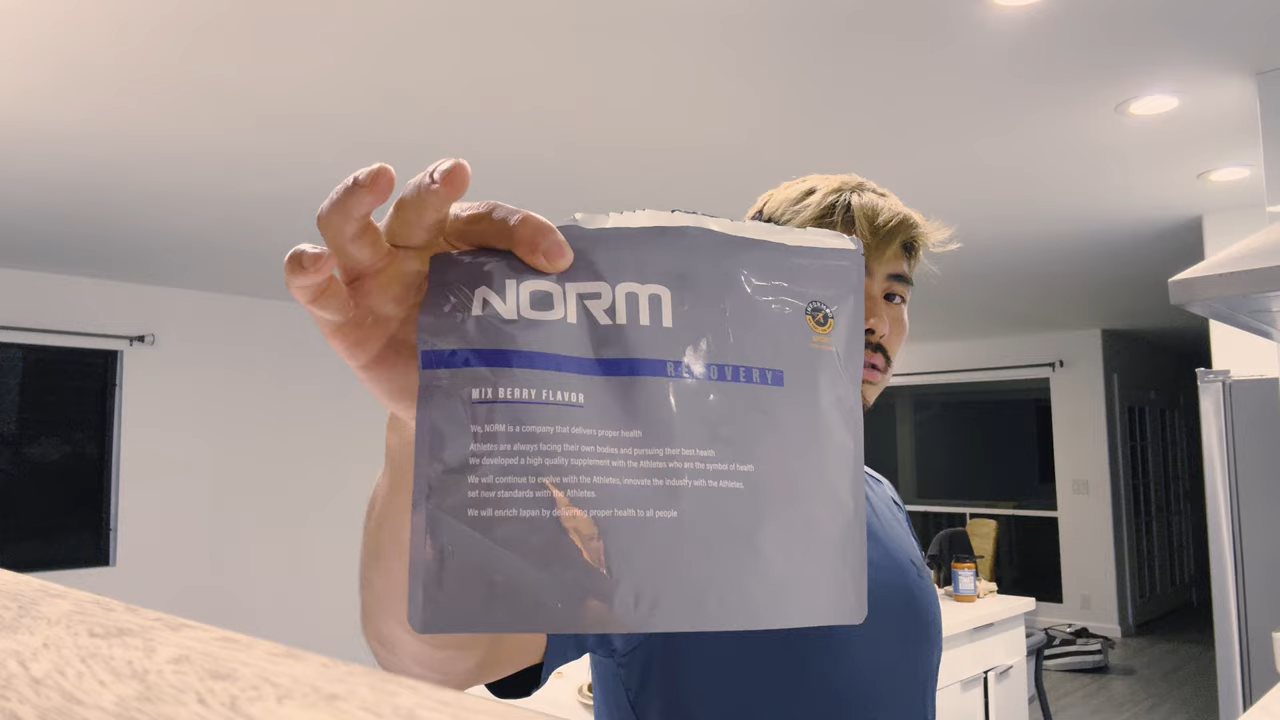 NORM
RECOVERY
MIX BERRY FLAVOR
We, NORM is a company that delivers proper health
Athletes are always facing their own bodies and pursuing their best health
We developed a high quality supplement with the Athletes who are the symbol of health
We will continue to evolve with the Athletes, innovate the industry with the Athletes,
set new standards with the Athletes.
We will enrich Japan by delivering proper health to all people
INFORMED